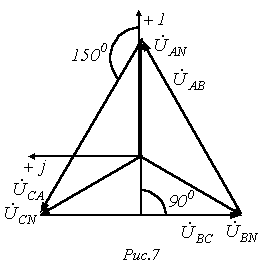 + 1
150⁰
U̇AN
U̇AB
+ j
U̇CA
U̇CN
90⁰
U̇BC
U̇BN
Рис.7